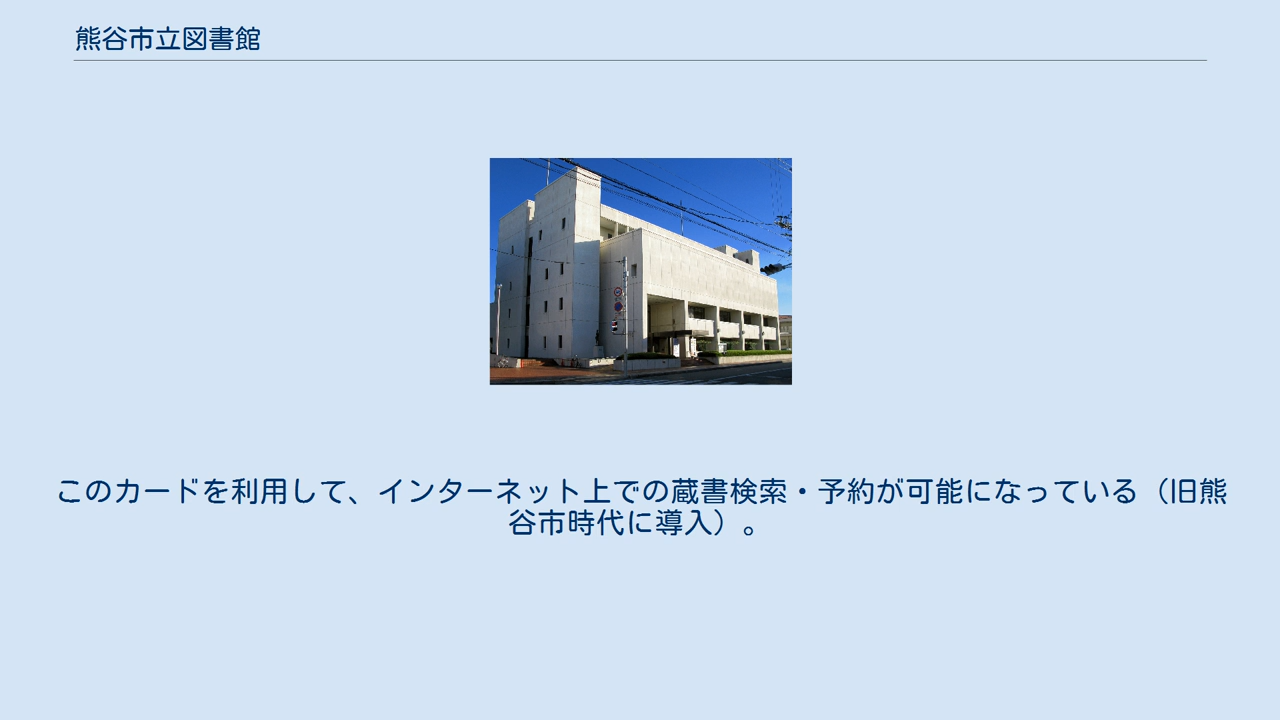 熊谷市立図書館
このカードを利用して、インターネット上での蔵書検索・予約が可能になっている（旧熊
谷市時代に導入）。